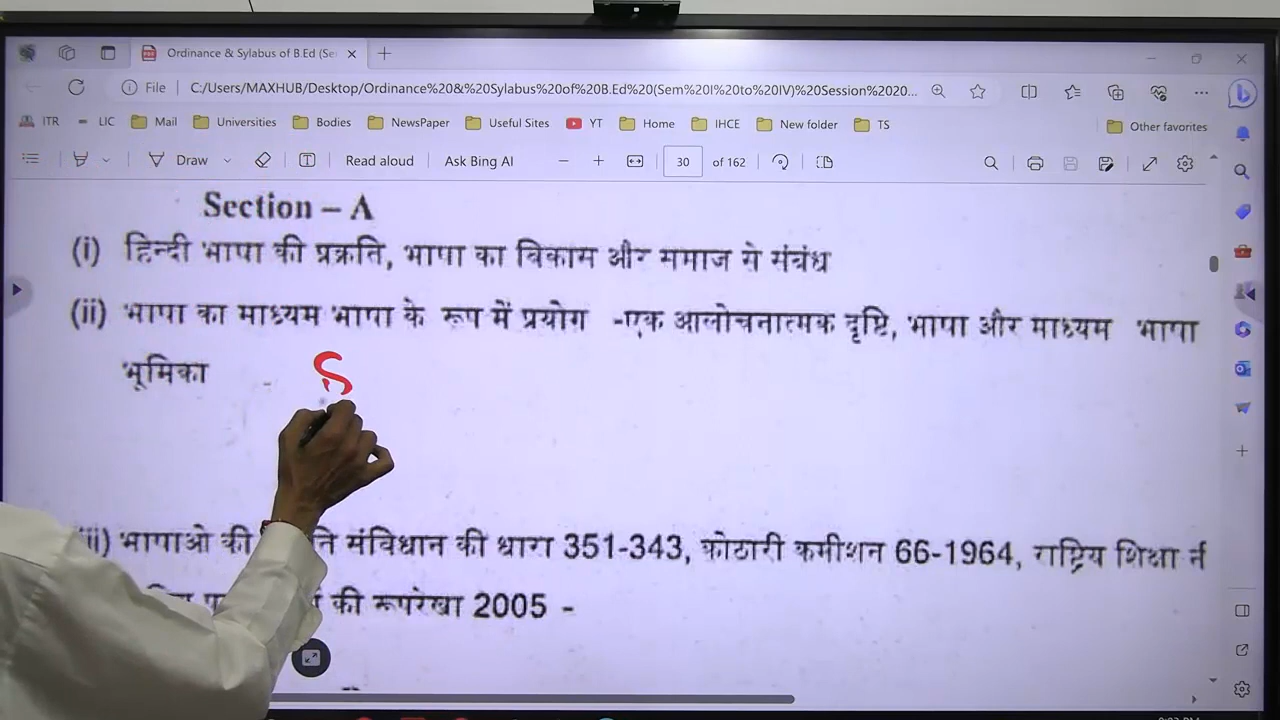 Ordinance & Sylabus of B.Ed (Se
File C:/Users/MAXHUB/Desktop/Ordinance%20&%20Sylabus%20of%20B.Ed%20(Sem%20I%20to%20IV)%20Session%2020...
ITR LIC Mail Universities Bodies NewsPaper Useful Sites YT Home IHCE New folder TS Other favorites
Draw Read aloud Ask Bing AI 30 of 162
Section – A
(i) हिन्दी भाषा की प्रक्रति, भाषा का विकास और समाज से संबंध
(ii) भाषा का माध्यम भाषा के रूप में प्रयोग -एक आलोचनात्मक दृष्टि, भाषा और माध्यम भाषा
भूमिका - S
ii) भाषाओ की ति संविधान की धारा 351-343, कोठारी कमीशन 66-1964, राष्ट्रिय शिक्षा
की रूपरेखा 2005 -